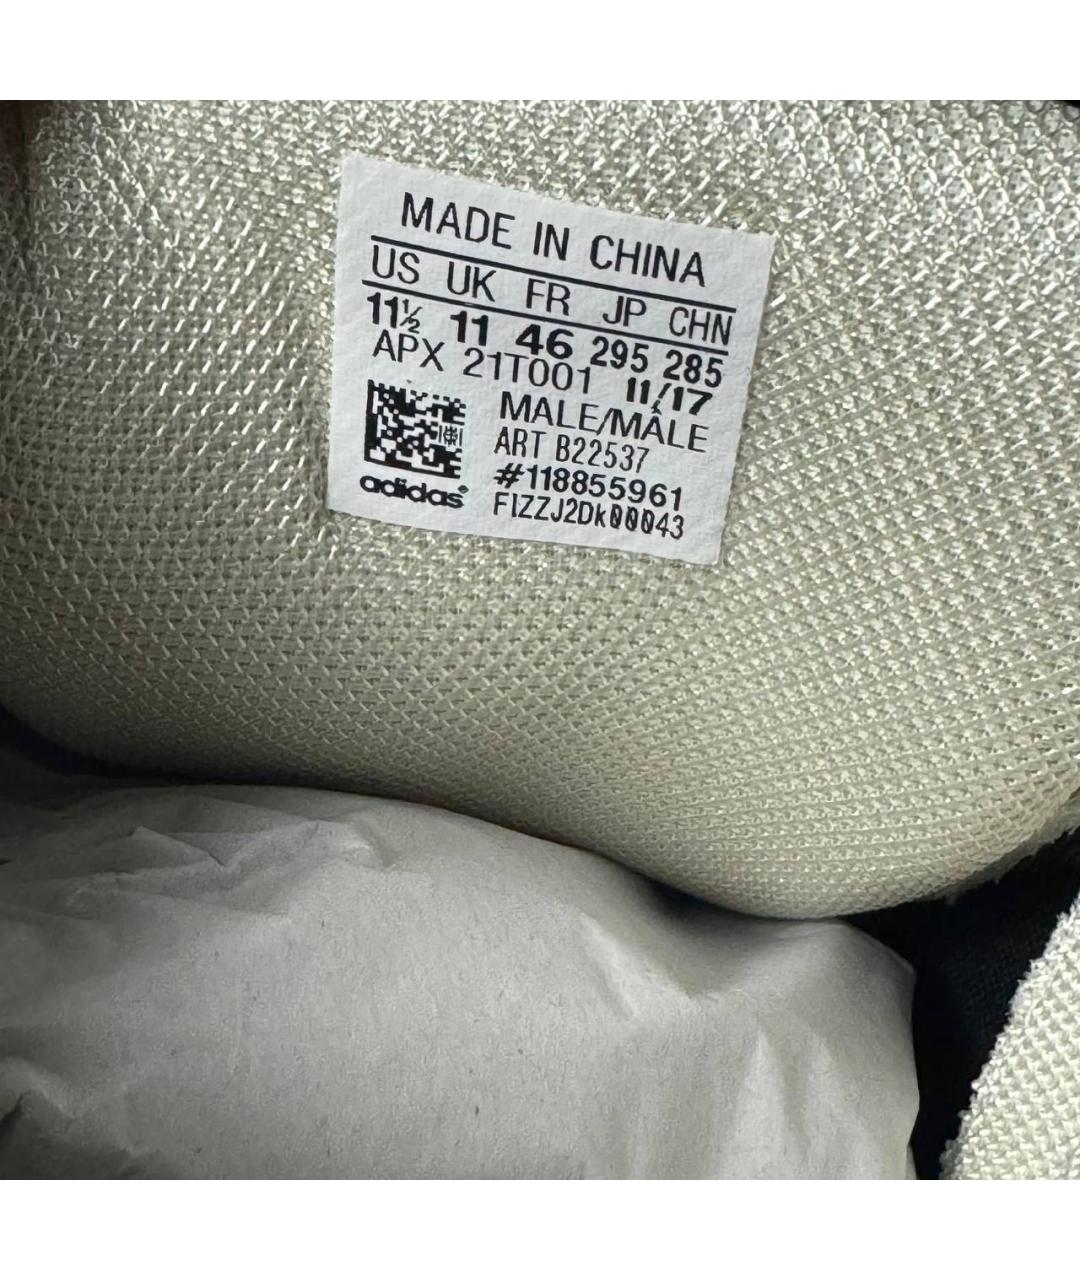 MADE IN CHINA
US UK FR JP CHN
11½ 11 46 295 285
APX 21T001 11/17
MALE/MÂLE
ART B22537
#118855961
FIZZJ2Dk00043
adidas